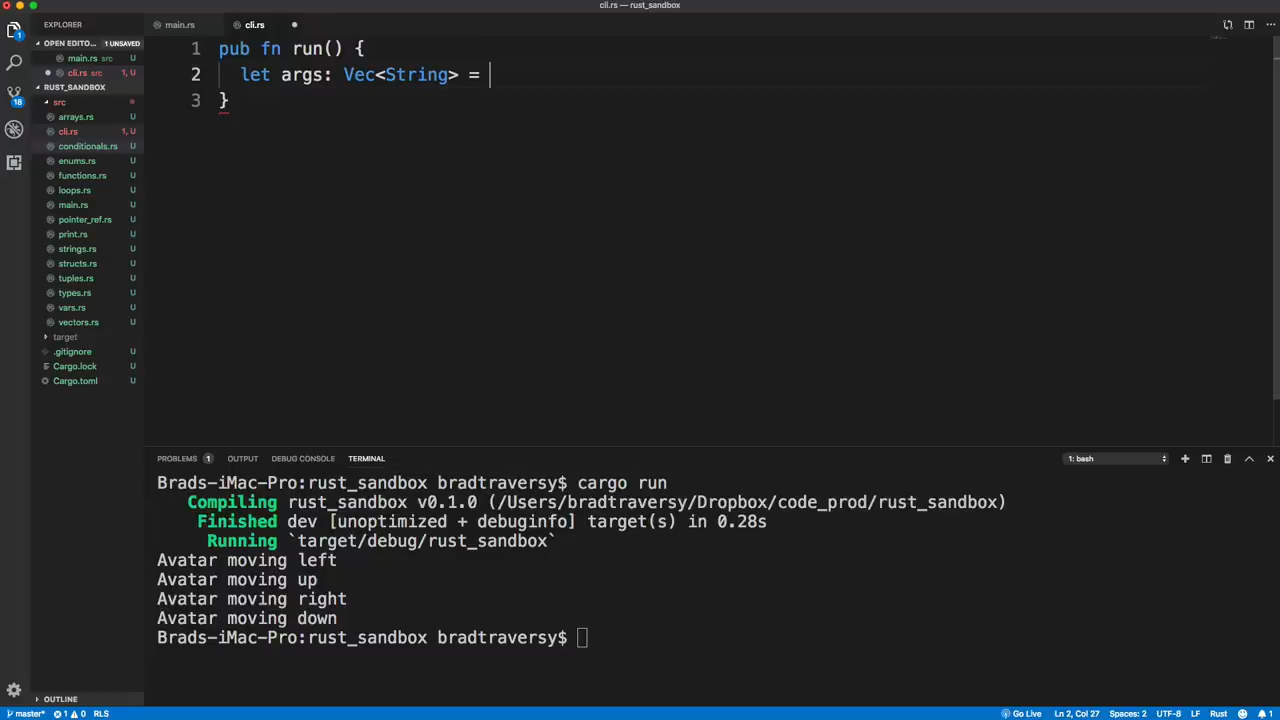 cli.rs — rust_sandbox
EXPLORER
main.rs
cli.rs
OPEN EDITO... 1 UNSAVED
main.rs src
cli.rs src 1, U
RUST_SANDBOX
src
arrays.rs U
cli.rs 1, U
conditionals.rs U
enums.rs U
functions.rs U
loops.rs U
main.rs U
pointer_ref.rs U
print.rs U
strings.rs U
structs.rs U
tuples.rs U
types.rs U
vars.rs U
vectors.rs U
target
.gitignore U
Cargo.lock U
Cargo.toml U
OUTLINE
1
18
1 pub fn run() {
2 let args: Vec<String> =
3 }
PROBLEMS 1 OUTPUT DEBUG CONSOLE TERMINAL 1: bash
Brads-iMac-Pro:rust_sandbox bradtraversy$ cargo run
Compiling rust_sandbox v0.1.0 (/Users/bradtraversy/Dropbox/code_prod/rust_sandbox)
Finished dev [unoptimized + debuginfo] target(s) in 0.28s
Running `target/debug/rust_sandbox`
Avatar moving left
Avatar moving up
Avatar moving right
Avatar moving down
Brads-iMac-Pro:rust_sandbox bradtraversy$
master* 1 0 RLS Go Live Ln 2, Col 27 Spaces: 2 UTF-8 LF Rust 1